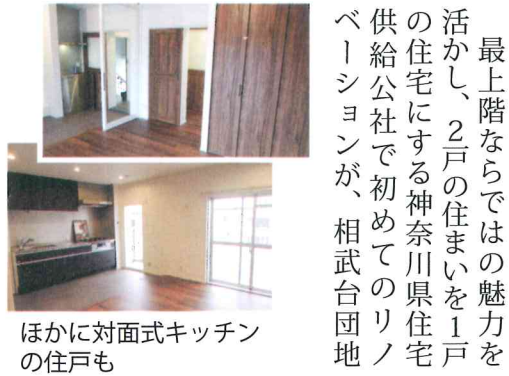 最上階ならではの魅力を
活かし、2戸の住まいを1戸
の住宅にする神奈川県住宅
供給公社で初めてのリノ
ベーションが、相武台団地
ほかに対面式キッチン
の住戸も